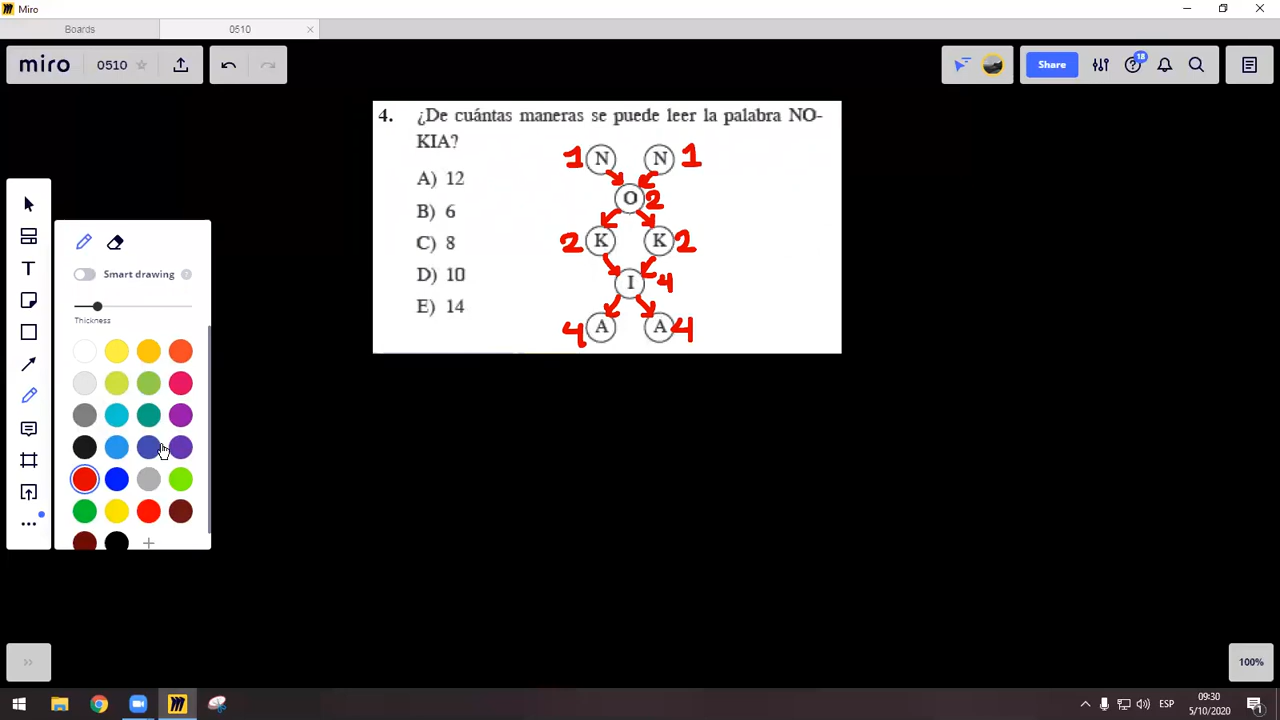 Miro
Boards
0510
miro
0510
Share
18
4. ¿De cuántas maneras se puede leer la palabra NO-
KIA?
A) 12
B) 6
C) 8
D) 10
E) 14
1 N N 1
O 2
2 K K 2
I 4
4 A A 4
Smart drawing
Thickness
100%
ESP
09:30
5/10/2020
1